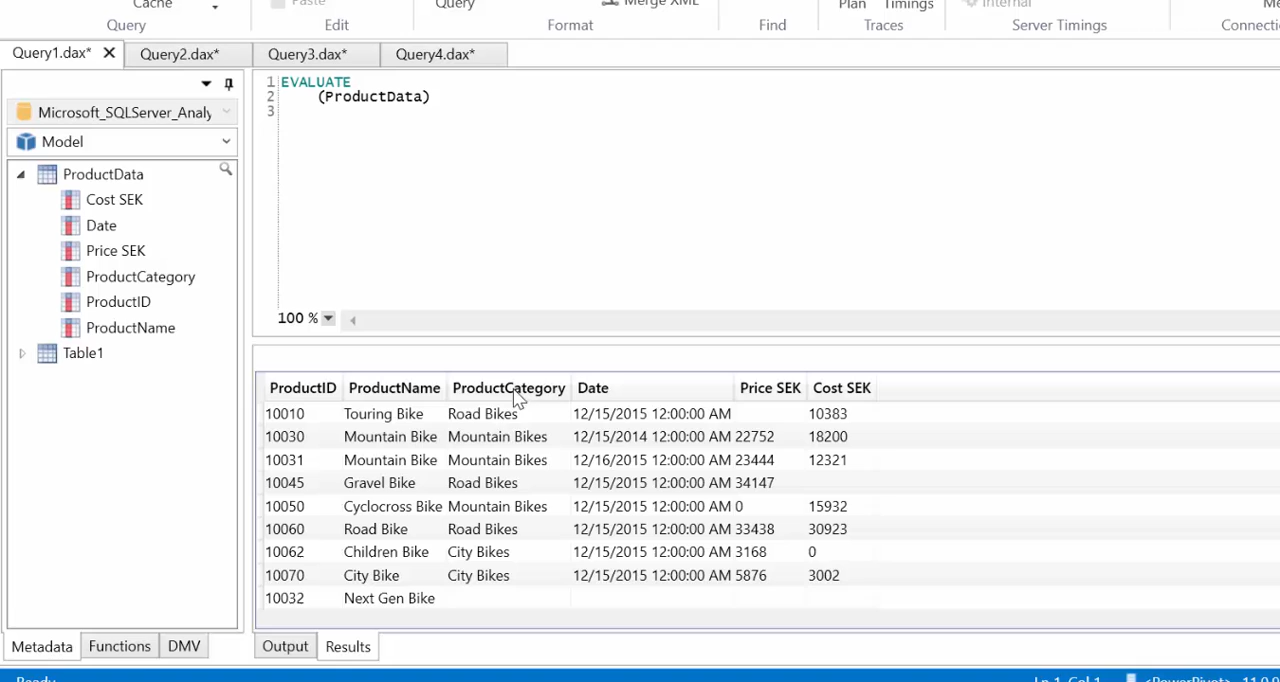 Cache
Paste
Query
Merge XML
Plan Timings
Internal
Query Edit Format Find Traces Server Timings
Query1.dax* Query2.dax* Query3.dax* Query4.dax*
Microsoft_SQLServer_Analy
Model
ProductData
Cost SEK
Date
Price SEK
ProductCategory
ProductID
ProductName
Table1
Metadata Functions DMV
1 EVALUATE
2 (ProductData)
3
100 %
ProductID ProductName ProductCategory Date Price SEK Cost SEK
10010 Touring Bike Road Bikes 12/15/2015 12:00:00 AM 10383
10030 Mountain Bike Mountain Bikes 12/15/2014 12:00:00 AM 22752 18200
10031 Mountain Bike Mountain Bikes 12/16/2015 12:00:00 AM 23444 12321
10045 Gravel Bike Road Bikes 12/15/2015 12:00:00 AM 34147
10050 Cyclocross Bike Mountain Bikes 12/15/2015 12:00:00 AM 0 15932
10060 Road Bike Road Bikes 12/15/2015 12:00:00 AM 33438 30923
10062 Children Bike City Bikes 12/15/2015 12:00:00 AM 3168 0
10070 City Bike City Bikes 12/15/2015 12:00:00 AM 5876 3002
10032 Next Gen Bike
Output Results
Ready